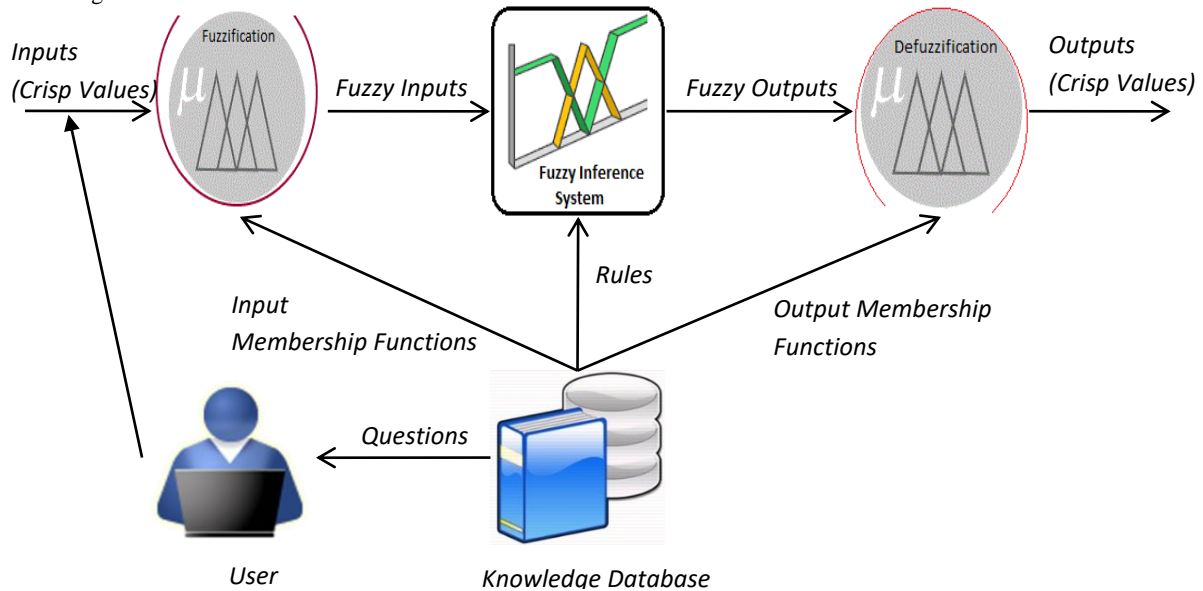 Inputs
(Crisp Values)
Fuzzification
μ
Fuzzy Inputs
Fuzzy Inference
System
Fuzzy Outputs
Defuzzification
μ
Outputs
(Crisp Values)
Input
Membership Functions
Rules
Output Membership
Functions
Questions
User
Knowledge Database